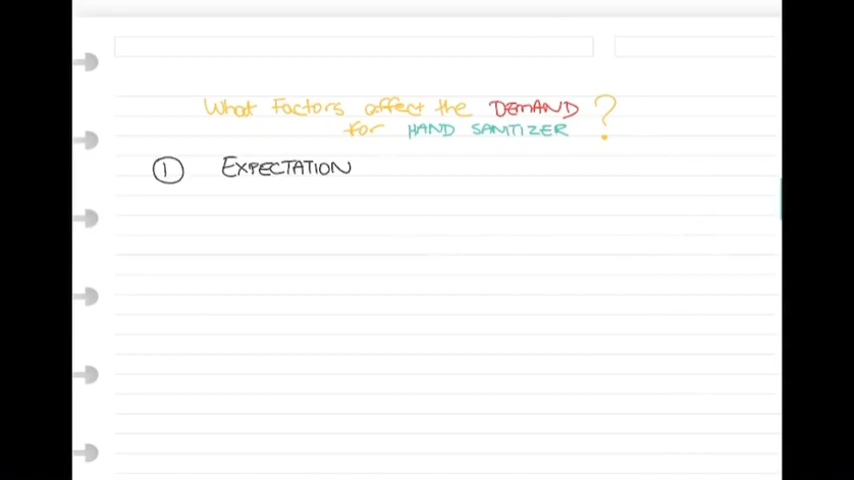 What Factors affect the DEMAND ?
for HAND SANITIZER
① EXPECTATION